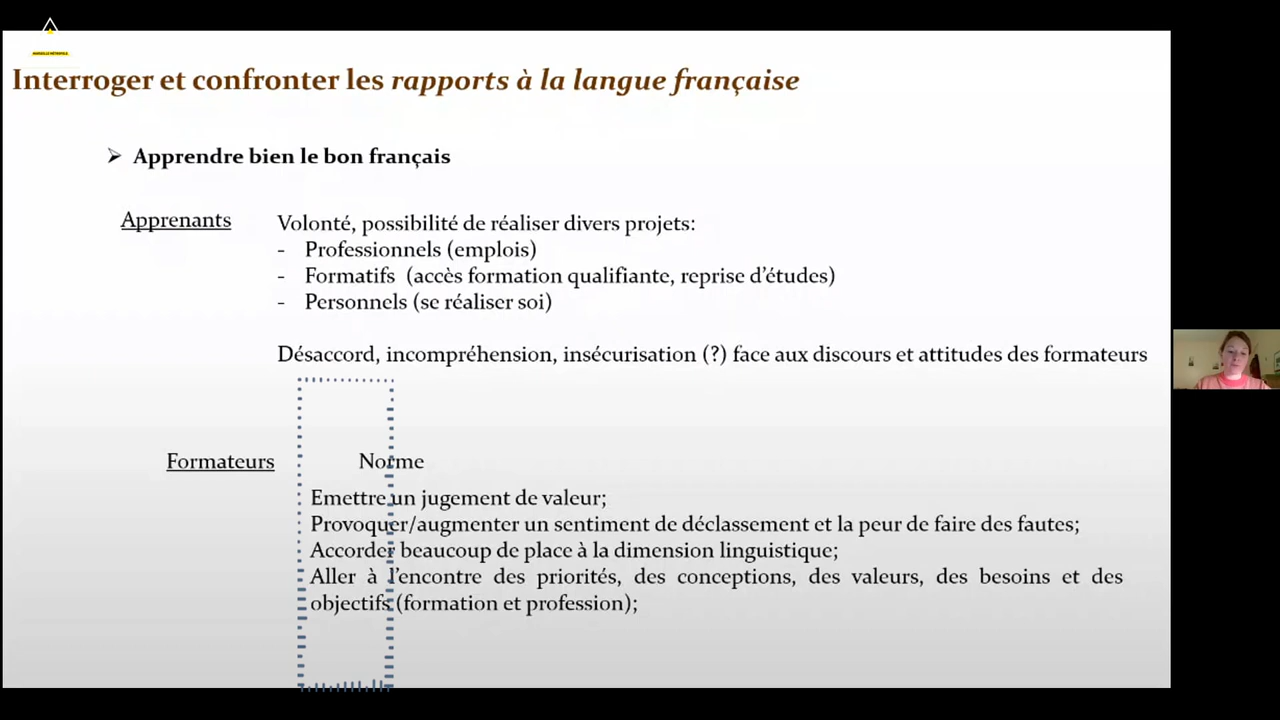 MARSEILLE MÉTROPOLE
Interroger et confronter les rapports à la langue française
➢ Apprendre bien le bon français
Apprenants
Volonté, possibilité de réaliser divers projets:
- Professionnels (emplois)
- Formatifs (accès formation qualifiante, reprise d’études)
- Personnels (se réaliser soi)
Désaccord, incompréhension, insécurisation (?) face aux discours et attitudes des formateurs
Formateurs
Norme
Emettre un jugement de valeur;
Provoquer/augmenter un sentiment de déclassement et la peur de faire des fautes;
Accorder beaucoup de place à la dimension linguistique;
Aller à l’encontre des priorités, des conceptions, des valeurs, des besoins et des
objectifs (formation et profession);